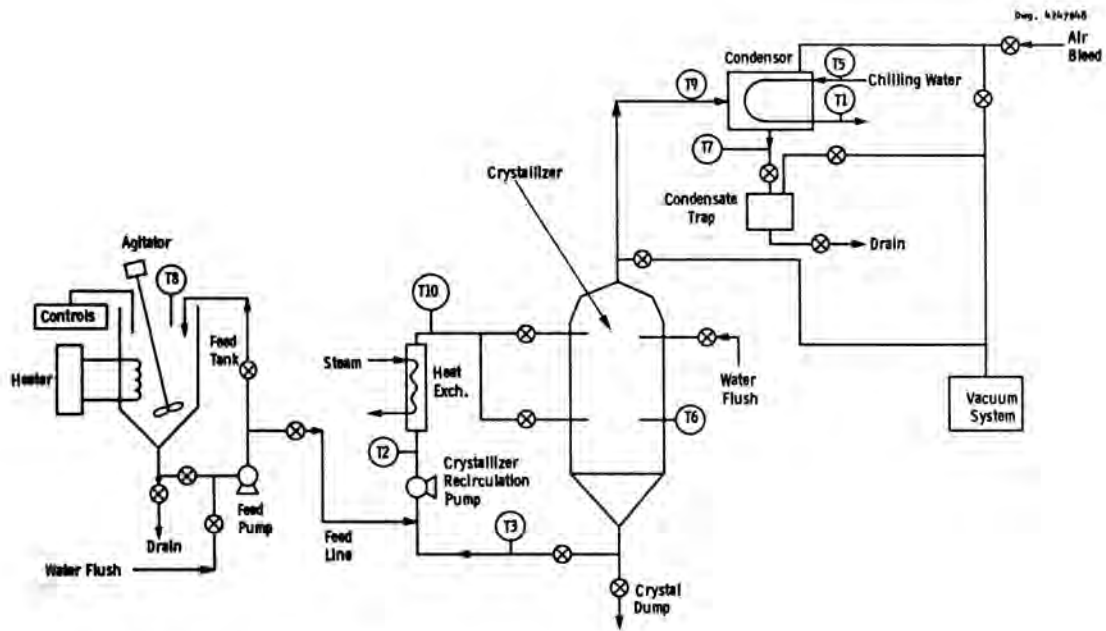 Dwg. 4747B48
Air
Bleed
Condensor
T5
Chilling Water
T9
T1
T7
Crystallizer
Condensate
Trap
Drain
Agitator
T8
T10
Controls
Feed
Tank
Steam
Heat
Exch.
Heater
Water
Flush
T6
Vacuum
System
T2
Crystallizer
Recirculation
Pump
Feed
Pump
Drain
Feed
Line
T3
Water Flush
Crystal
Dump